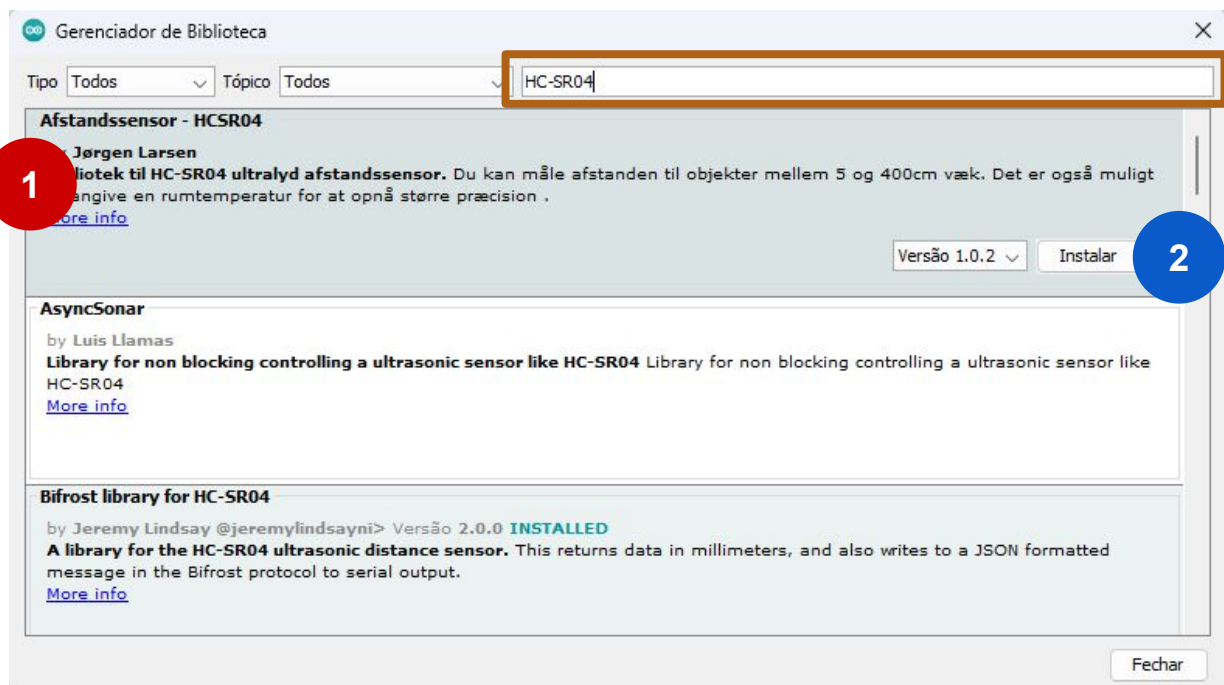 Gerenciador de Biblioteca
Tipo Todos Tópico Todos HC-SR04
Afstandssensor - HCSR04
Jørgen Larsen
1
til HC-SR04 ultralyd afstandssensor. Du kan måle afstanden til objekter mellem 5 og 400cm væk. Det er også muligt
angive en rumtemperatur for at opnå større præcision .
info
Versão 1.0.2 Instalar 2
AsyncSonar
by Luis Llamas
Library for non blocking controlling a ultrasonic sensor like HC-SR04 Library for non blocking controlling a ultrasonic sensor like
HC-SR04
More info
Bifrost library for HC-SR04
by Jeremy Lindsay @jeremylindsayni> Versão 2.0.0 INSTALLED
A library for the HC-SR04 ultrasonic distance sensor. This returns data in millimeters, and also writes to a JSON formatted
message in the Bifrost protocol to serial output.
More info
Fechar